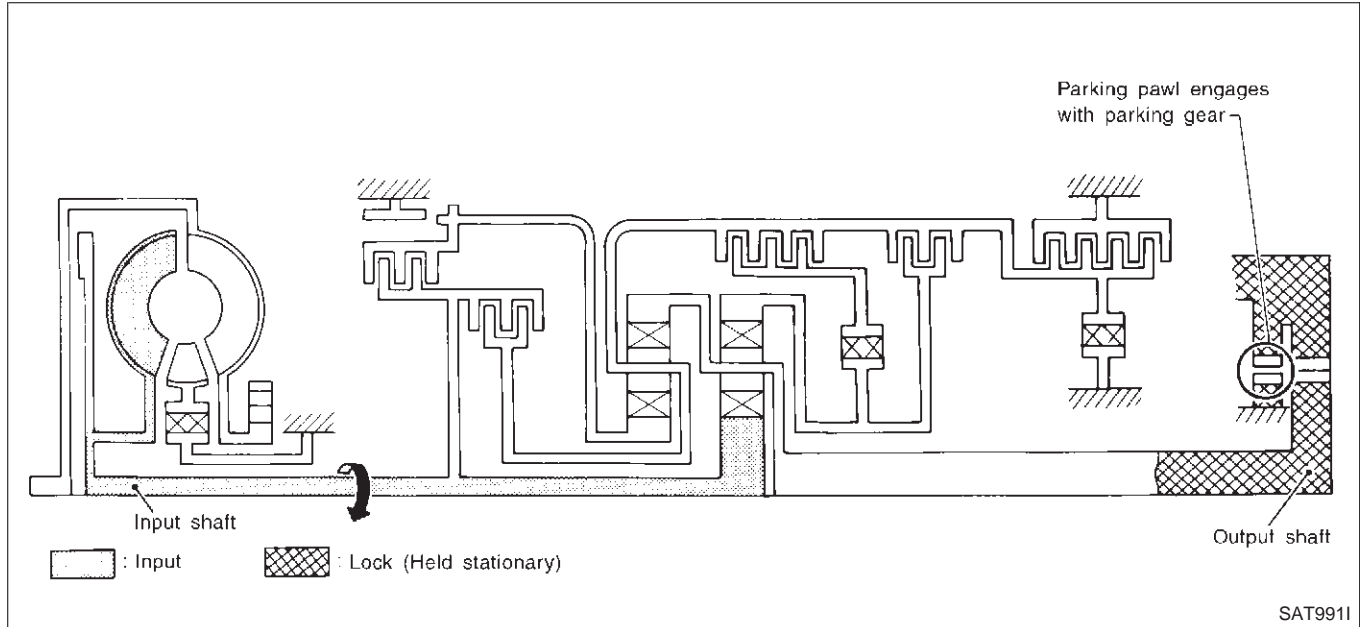 Parking pawl engages
with parking gear
Input shaft
Output shaft
: Input
: Lock (Held stationary)
SAT991I